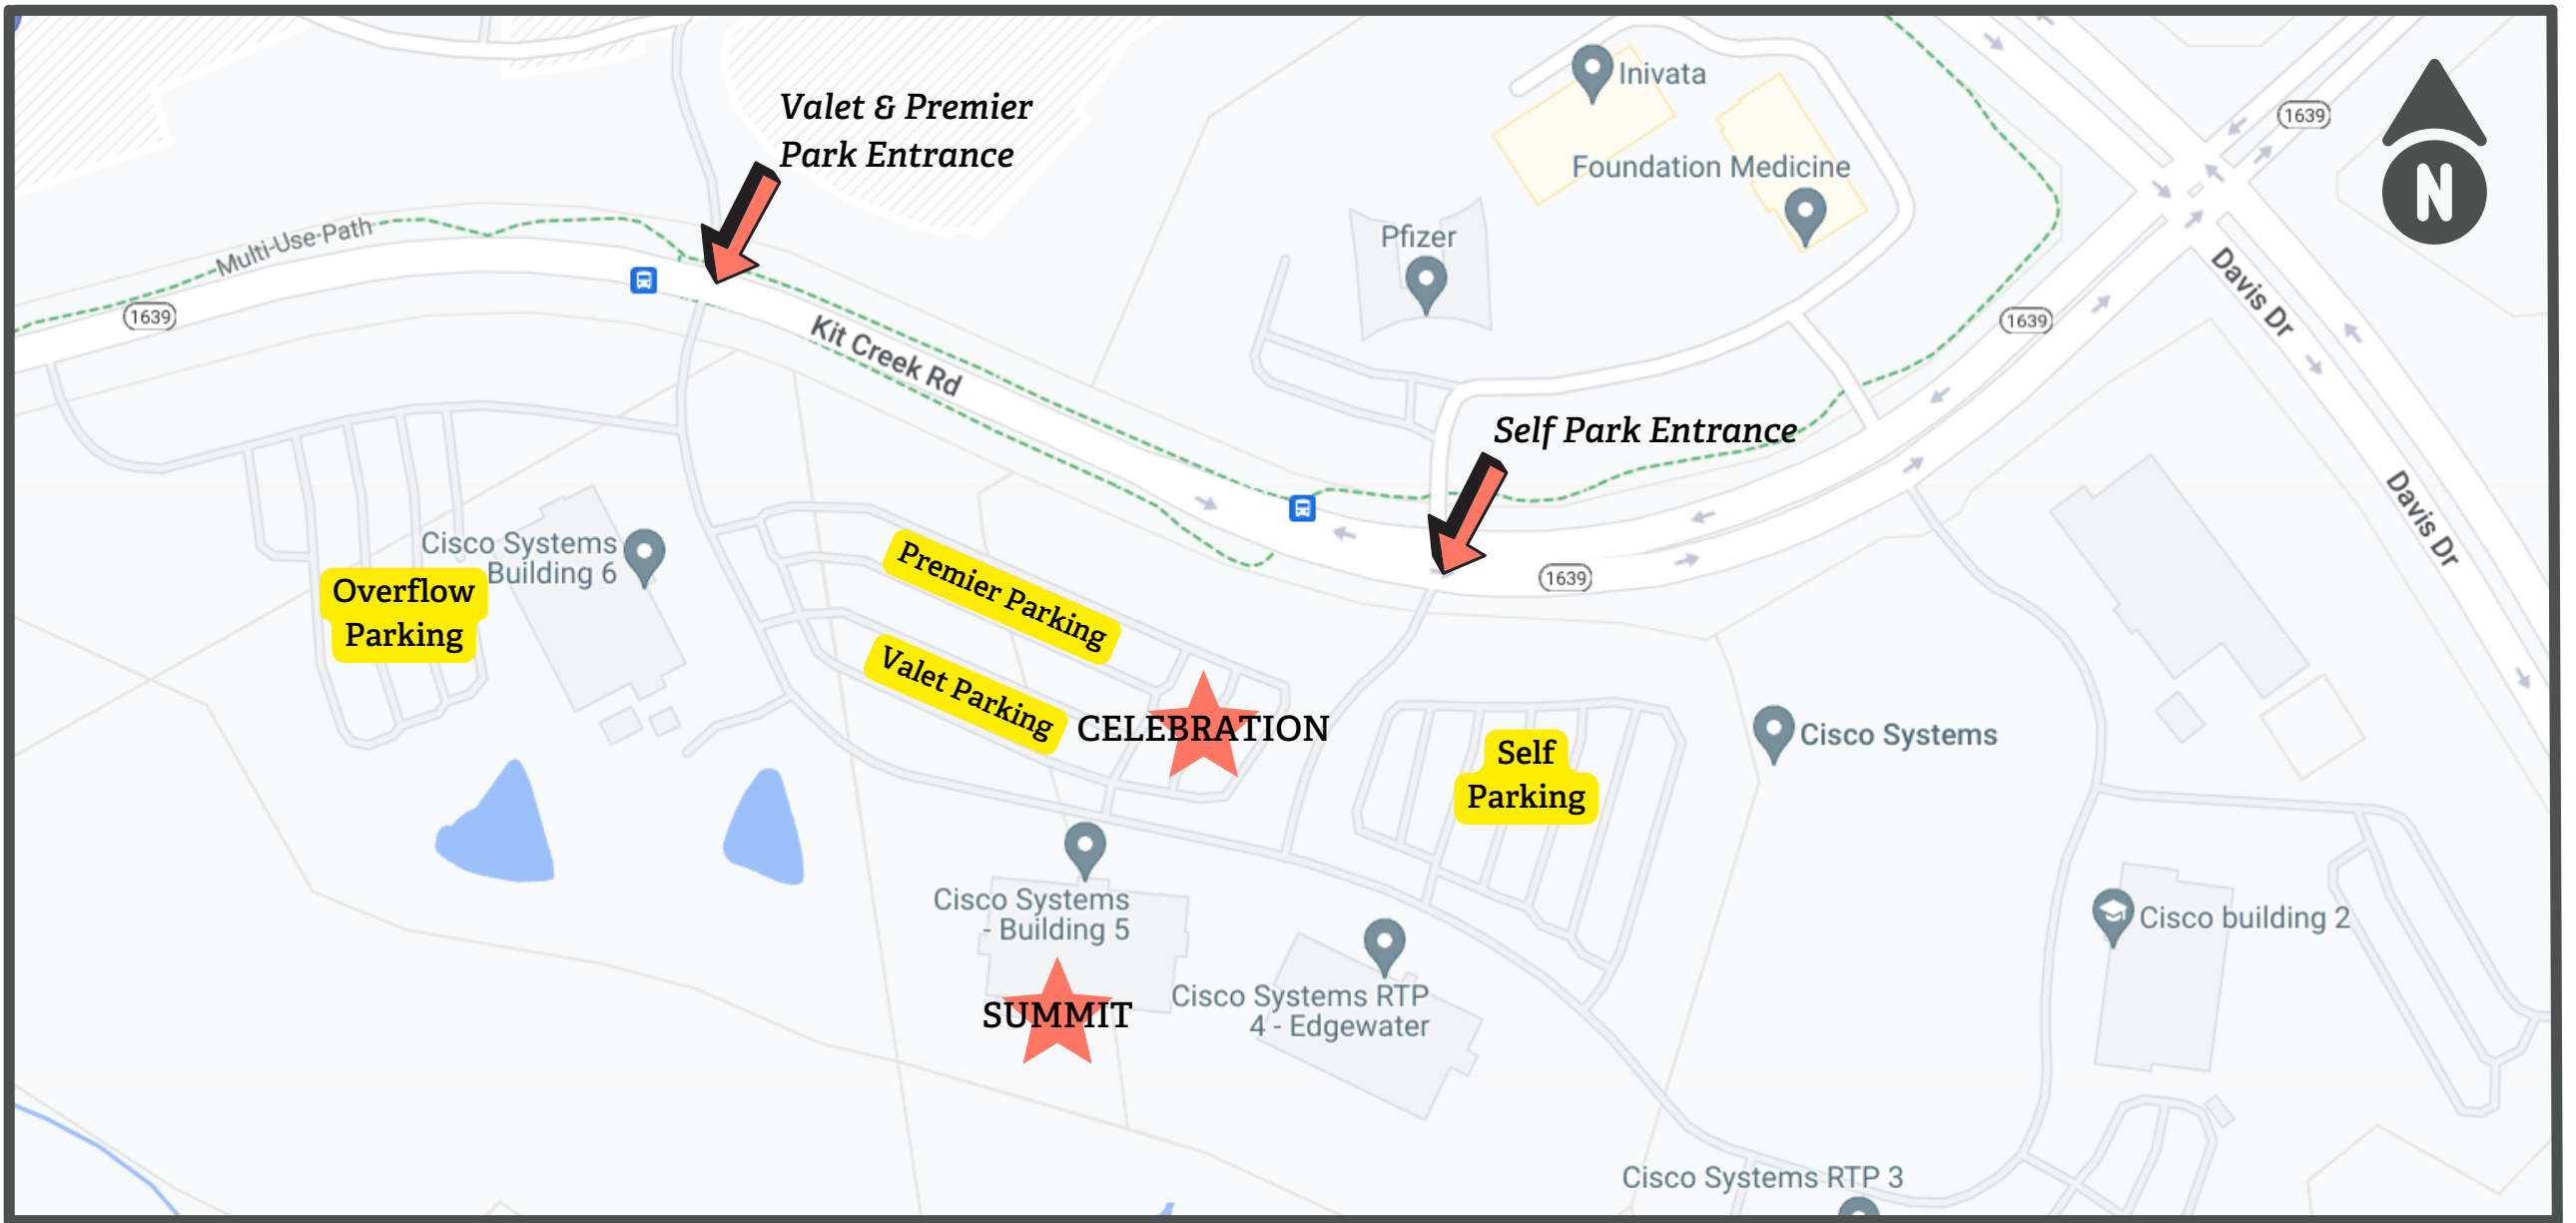 Valet & Premier
Park Entrance
Inivata
1639
Foundation Medicine
N
Multi-Use Path
Pfizer
Davis Dr
1639
1639
Kit Creek Rd
Self Park Entrance
Davis Dr
Cisco Systems
Building 6
Premier Parking
1639
Overflow
Parking
Valet Parking
CELEBRATION
Cisco Systems
Self
Parking
Cisco Systems
- Building 5
Cisco building 2
SUMMIT
Cisco Systems RTP
4 - Edgewater
Cisco Systems RTP 3